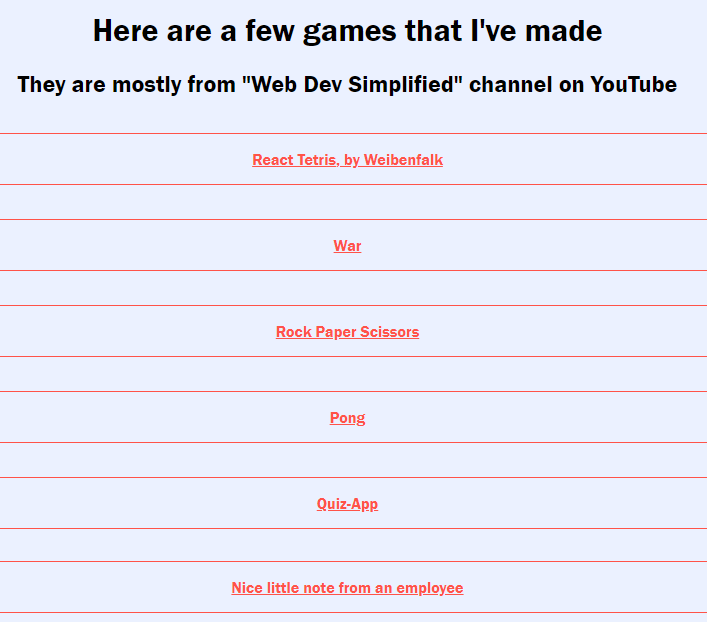 Here are a few games that I've made
They are mostly from "Web Dev Simplified" channel on YouTube
React Tetris, by Weibenfalk
War
Rock Paper Scissors
Pong
Quiz-App
Nice little note from an employee